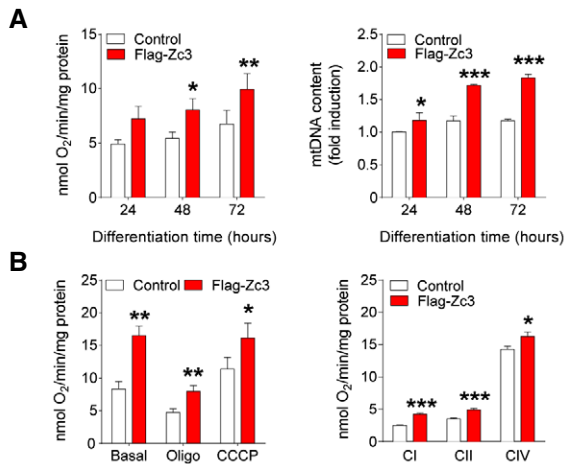 A
nmol O₂/min/mg protein
15
10
5
0
Control
Flag-Zc3
*
**
24 48 72
Differentiation time (hours)
mtDNA content
(fold induction)
2.5
2.0
1.5
1.0
0.5
0
Control
Flag-Zc3
*
***
***
24 48 72
Differentiation time (hours)
B
nmol O₂/min/mg protein
25
20
15
10
5
0
Control Flag-Zc3
**
**
*
Basal Oligo CCCP
nmol O₂/min/mg protein
25
20
15
10
5
0
Control
Flag-Zc3
***
***
*
CI CII CIV